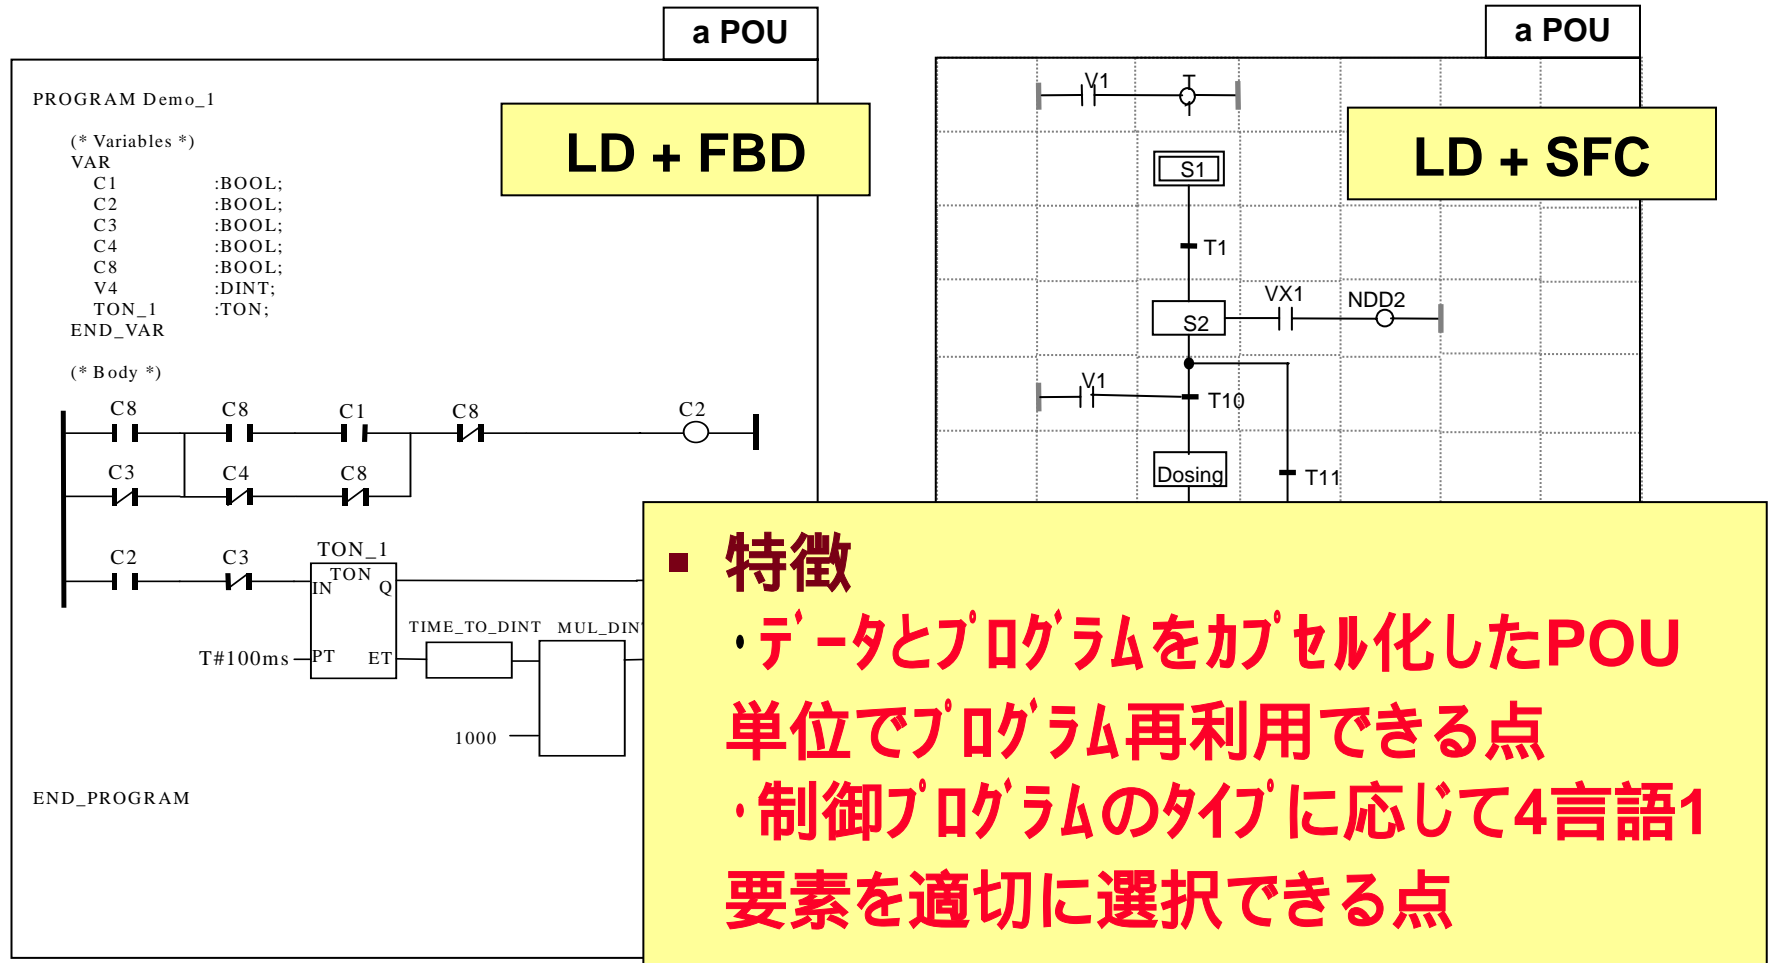 a POU
PROGRAM Demo_1
LD + FBD
(* Variables *)
VAR
C1 :BOOL;
C2 :BOOL;
C3 :BOOL;
C4 :BOOL;
C8 :BOOL;
V4 :DINT;
TON_1 :TON;
END_VAR
(* Body *)
C8 C8 C1 C8 C2
C3 C4 C8
C2 C3 TON_1
TON
IN Q
TIME_TO_DINT MUL_DIN
T#100ms PT ET
1000
END_PROGRAM
a POU
V1 T
LD + SFC
S1
T1
VX1 NDD2
S2
V1
T10
Dosing T11
▪ 特徴
・ﾃﾞｰﾀとﾌﾟﾛｸﾞﾗﾑをｶﾌﾟｾﾙ化したPOU
単位でﾌﾟﾛｸﾞﾗﾑ再利用できる点
・制御ﾌﾟﾛｸﾞﾗﾑのﾀｲﾌﾟに応じて4言語1
要素を適切に選択できる点